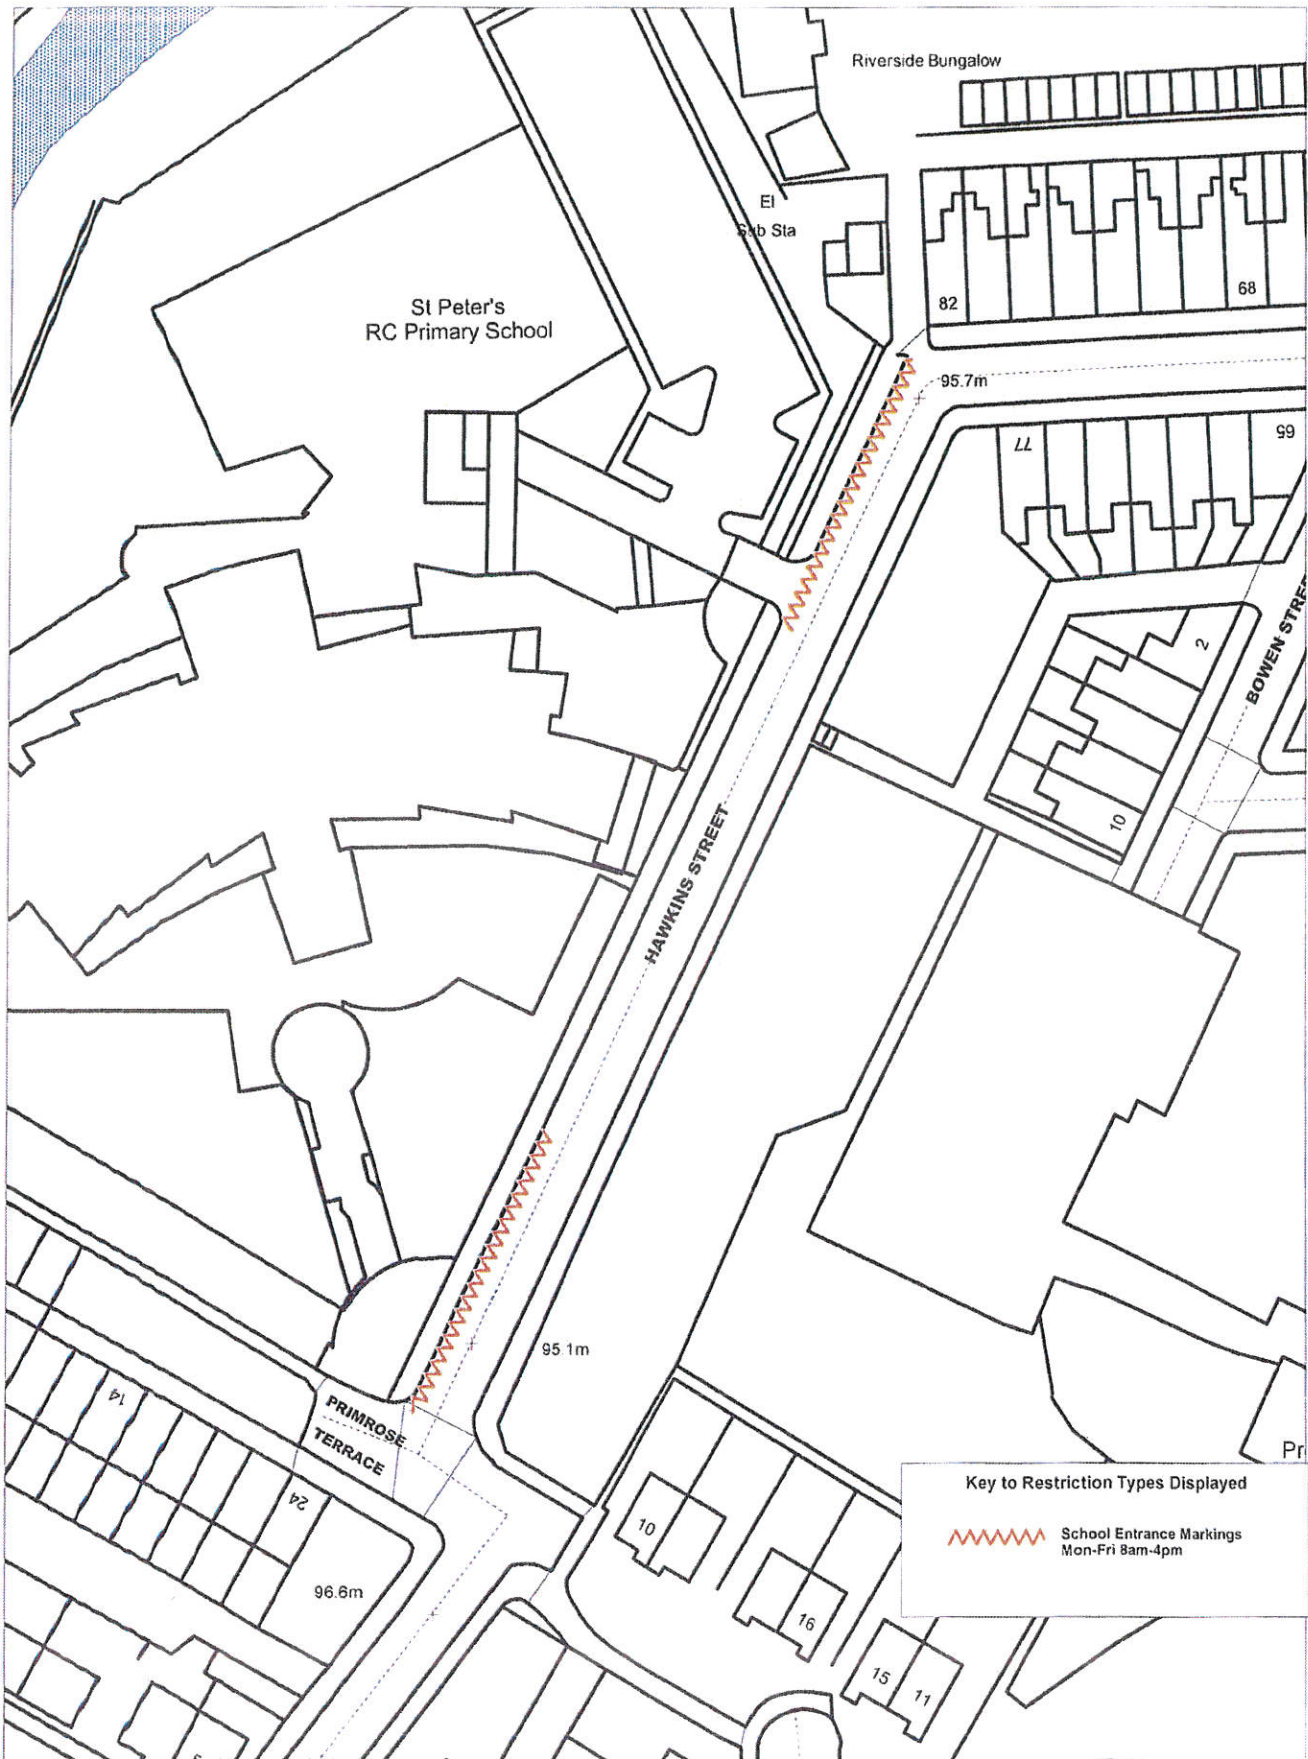 Riverside Bungalow
El
Sub Sta
St Peter's
RC Primary School
82
68
95.7m
77
65
2
BOWEN STREE
10
HAWKINS STREET
95.1m
PRIMROSE
TERRACE
14
24
96.6m
10
16
15
11
Pr
Key to Restriction Types Displayed
School Entrance Markings
Mon-Fri 8am-4pm